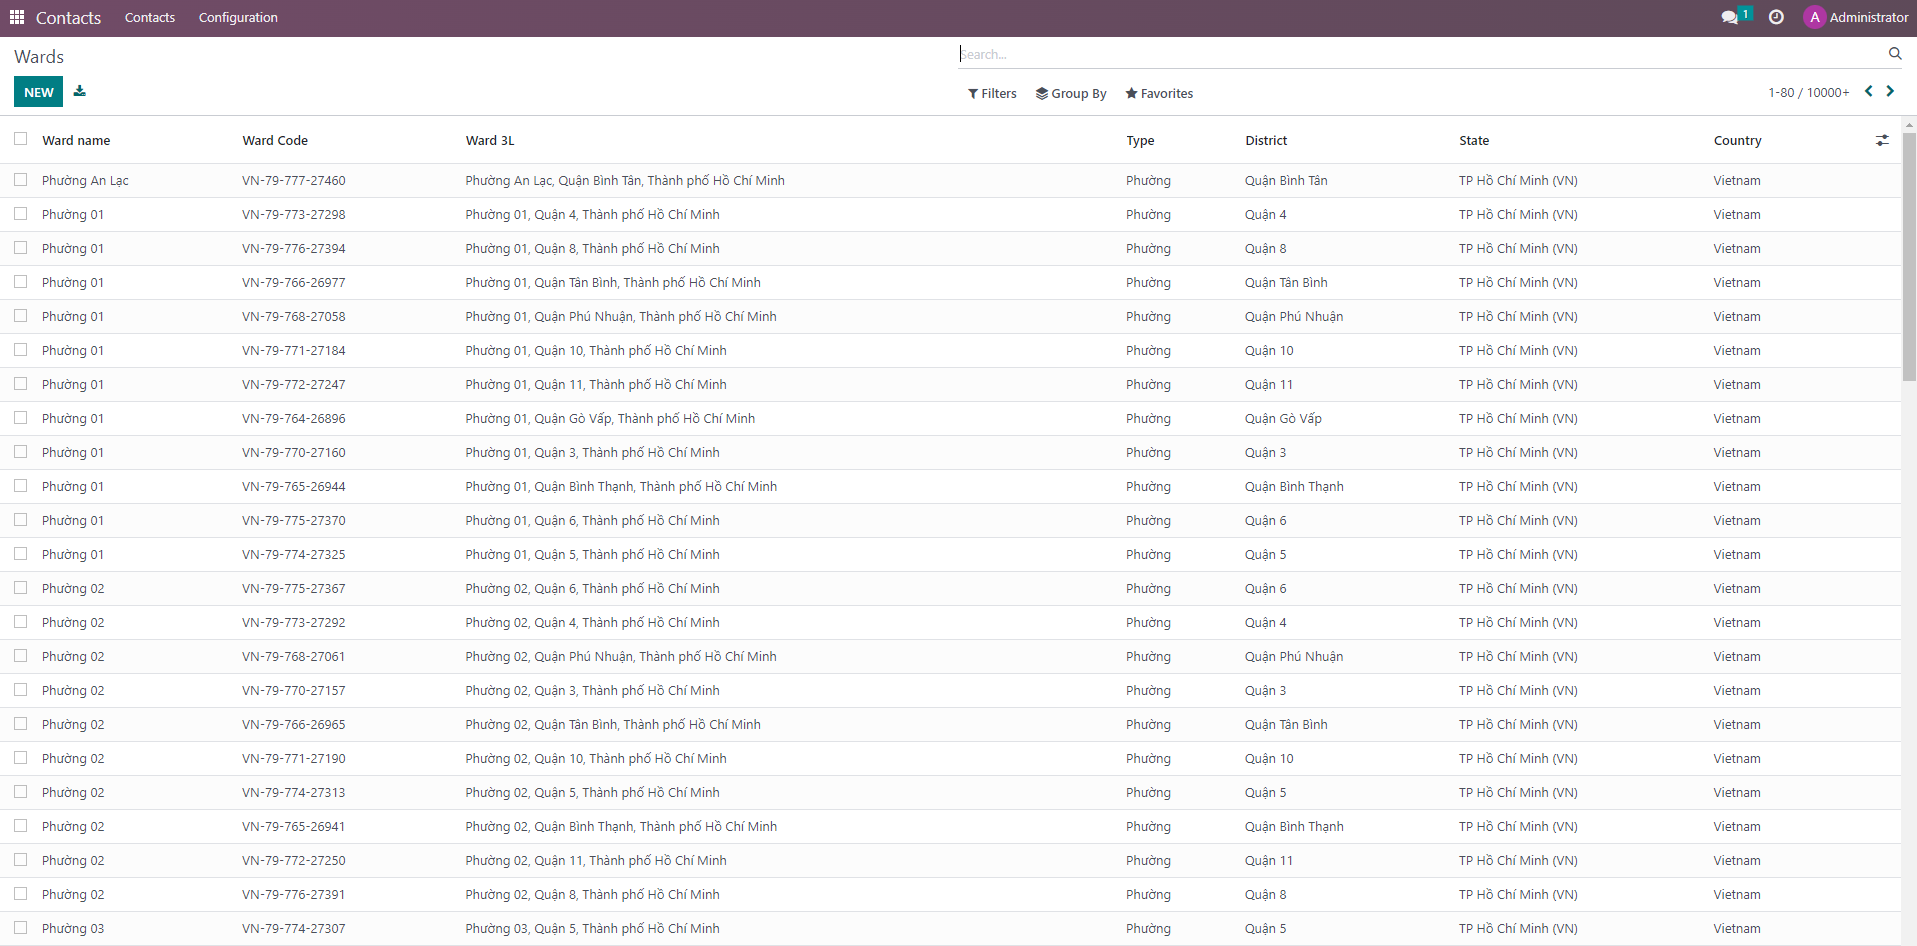 Contacts Contacts Configuration 1 A Administrator
Wards Search...
NEW Filters Group By Favorites 1-80 / 10000+
Ward name Ward Code Ward 3L Type District State Country
Phường An Lạc VN-79-777-27460 Phường An Lạc, Quận Bình Tân, Thành phố Hồ Chí Minh Phường Quận Bình Tân TP Hồ Chí Minh (VN) Vietnam
Phường 01 VN-79-773-27298 Phường 01, Quận 4, Thành phố Hồ Chí Minh Phường Quận 4 TP Hồ Chí Minh (VN) Vietnam
Phường 01 VN-79-776-27394 Phường 01, Quận 8, Thành phố Hồ Chí Minh Phường Quận 8 TP Hồ Chí Minh (VN) Vietnam
Phường 01 VN-79-766-26977 Phường 01, Quận Tân Bình, Thành phố Hồ Chí Minh Phường Quận Tân Bình TP Hồ Chí Minh (VN) Vietnam
Phường 01 VN-79-768-27058 Phường 01, Quận Phú Nhuận, Thành phố Hồ Chí Minh Phường Quận Phú Nhuận TP Hồ Chí Minh (VN) Vietnam
Phường 01 VN-79-771-27184 Phường 01, Quận 10, Thành phố Hồ Chí Minh Phường Quận 10 TP Hồ Chí Minh (VN) Vietnam
Phường 01 VN-79-772-27247 Phường 01, Quận 11, Thành phố Hồ Chí Minh Phường Quận 11 TP Hồ Chí Minh (VN) Vietnam
Phường 01 VN-79-764-26896 Phường 01, Quận Gò Vấp, Thành phố Hồ Chí Minh Phường Quận Gò Vấp TP Hồ Chí Minh (VN) Vietnam
Phường 01 VN-79-770-27160 Phường 01, Quận 3, Thành phố Hồ Chí Minh Phường Quận 3 TP Hồ Chí Minh (VN) Vietnam
Phường 01 VN-79-765-26944 Phường 01, Quận Bình Thạnh, Thành phố Hồ Chí Minh Phường Quận Bình Thạnh TP Hồ Chí Minh (VN) Vietnam
Phường 01 VN-79-775-27370 Phường 01, Quận 6, Thành phố Hồ Chí Minh Phường Quận 6 TP Hồ Chí Minh (VN) Vietnam
Phường 01 VN-79-774-27325 Phường 01, Quận 5, Thành phố Hồ Chí Minh Phường Quận 5 TP Hồ Chí Minh (VN) Vietnam
Phường 02 VN-79-775-27367 Phường 02, Quận 6, Thành phố Hồ Chí Minh Phường Quận 6 TP Hồ Chí Minh (VN) Vietnam
Phường 02 VN-79-773-27292 Phường 02, Quận 4, Thành phố Hồ Chí Minh Phường Quận 4 TP Hồ Chí Minh (VN) Vietnam
Phường 02 VN-79-768-27061 Phường 02, Quận Phú Nhuận, Thành phố Hồ Chí Minh Phường Quận Phú Nhuận TP Hồ Chí Minh (VN) Vietnam
Phường 02 VN-79-770-27157 Phường 02, Quận 3, Thành phố Hồ Chí Minh Phường Quận 3 TP Hồ Chí Minh (VN) Vietnam
Phường 02 VN-79-766-26965 Phường 02, Quận Tân Bình, Thành phố Hồ Chí Minh Phường Quận Tân Bình TP Hồ Chí Minh (VN) Vietnam
Phường 02 VN-79-771-27190 Phường 02, Quận 10, Thành phố Hồ Chí Minh Phường Quận 10 TP Hồ Chí Minh (VN) Vietnam
Phường 02 VN-79-774-27313 Phường 02, Quận 5, Thành phố Hồ Chí Minh Phường Quận 5 TP Hồ Chí Minh (VN) Vietnam
Phường 02 VN-79-765-26941 Phường 02, Quận Bình Thạnh, Thành phố Hồ Chí Minh Phường Quận Bình Thạnh TP Hồ Chí Minh (VN) Vietnam
Phường 02 VN-79-772-27250 Phường 02, Quận 11, Thành phố Hồ Chí Minh Phường Quận 11 TP Hồ Chí Minh (VN) Vietnam
Phường 02 VN-79-776-27391 Phường 02, Quận 8, Thành phố Hồ Chí Minh Phường Quận 8 TP Hồ Chí Minh (VN) Vietnam
Phường 03 VN-79-774-27307 Phường 03, Quận 5, Thành phố Hồ Chí Minh Phường Quận 5 TP Hồ Chí Minh (VN) Vietnam